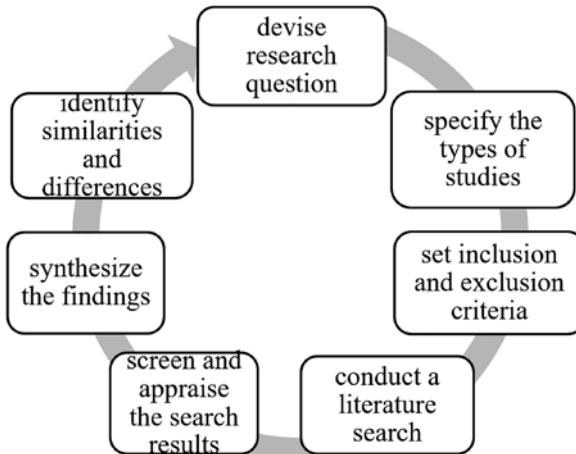 devise
research
question
specify the
types of
studies
set inclusion
and exclusion
criteria
conduct a
literature
search
screen and
appraise
the search
results
synthesize
the findings
identify
similarities
and
differences